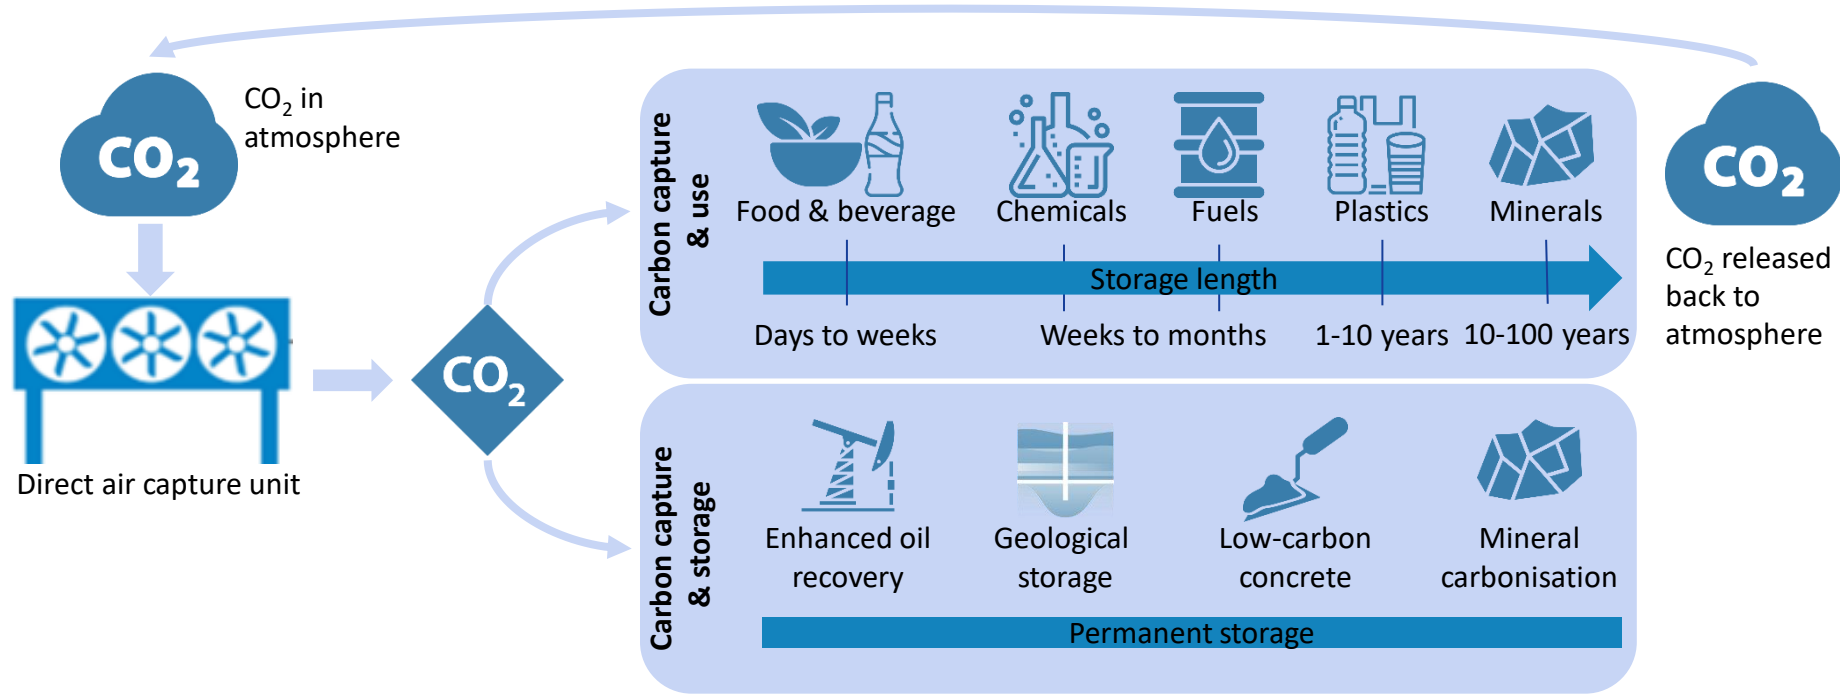 CO₂
CO₂ in
atmosphere
Direct air capture unit
CO₂
Carbon capture
& use
Food & beverage
Chemicals
Fuels
Plastics
Minerals
Storage length
Days to weeks
Weeks to months
1-10 years
10-100 years
CO₂
CO₂ released
back to
atmosphere
Carbon capture
& storage
Enhanced oil
recovery
Geological
storage
Low-carbon
concrete
Mineral
carbonisation
Permanent storage